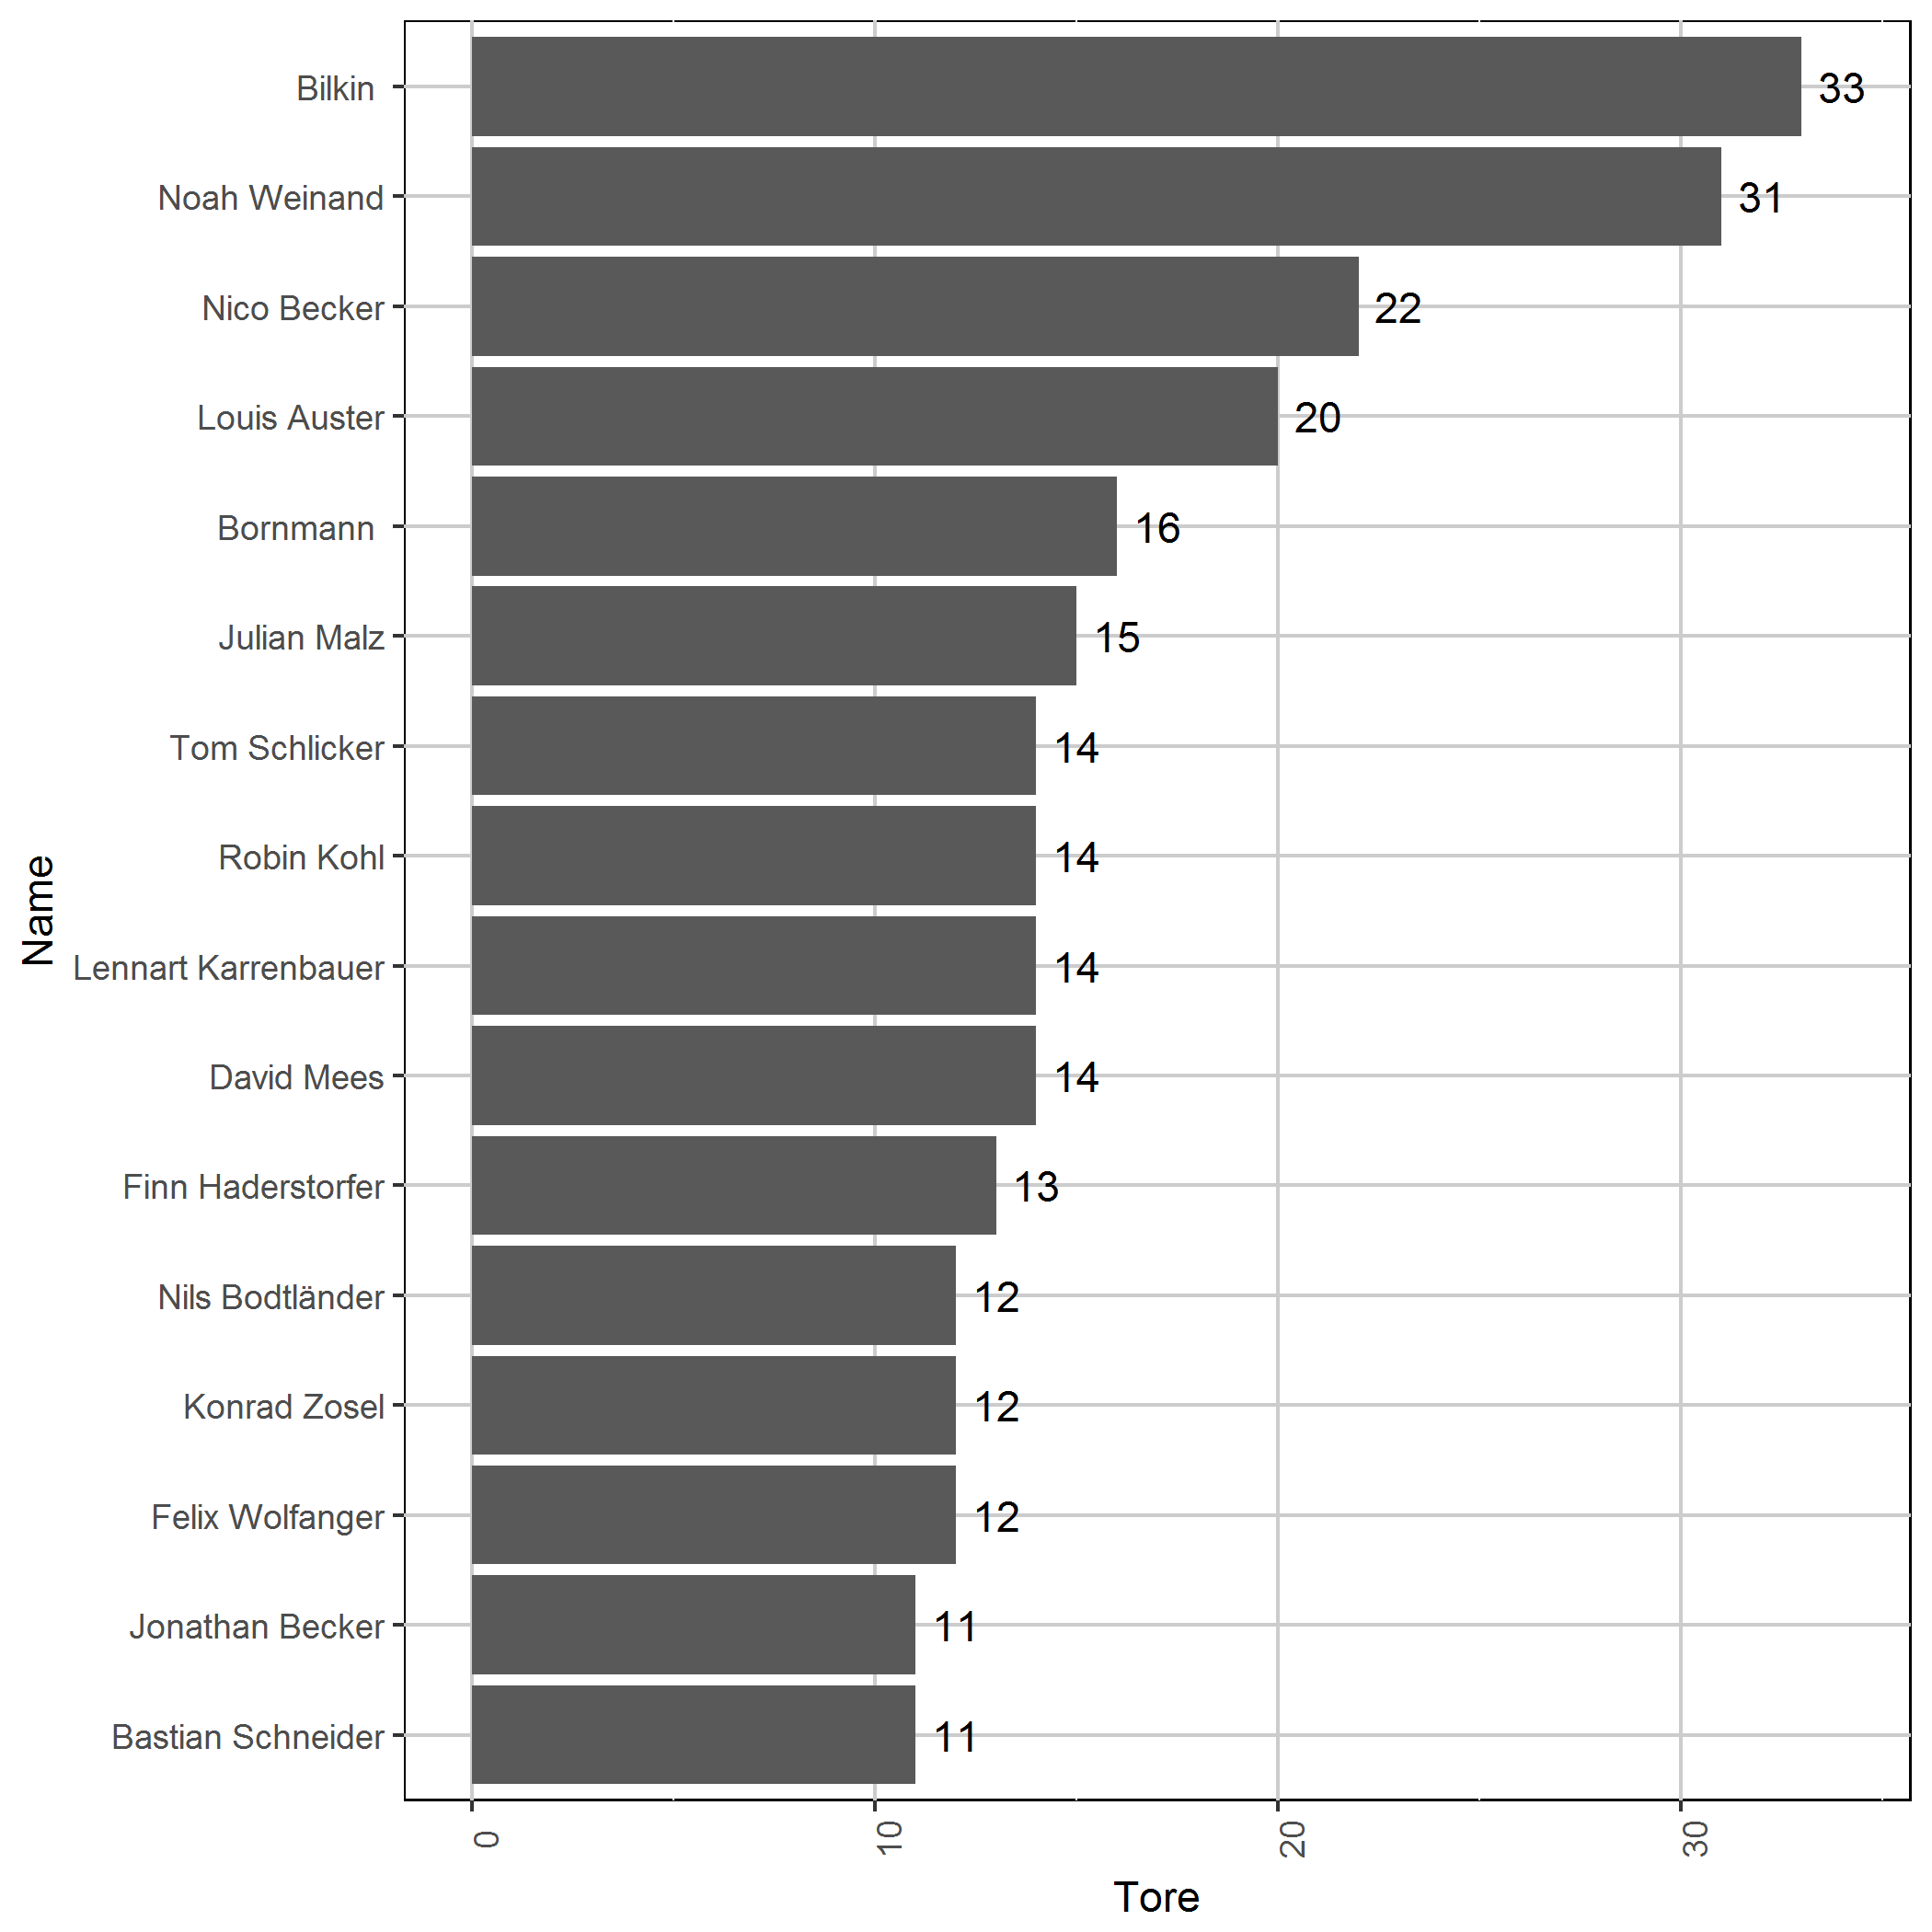 Bilkin 33
Noah Weinand 31
Nico Becker 22
Louis Auster 20
Bornmann 16
Julian Malz 15
Tom Schlicker 14
Robin Kohl 14
Lennart Karrenbauer 14
David Mees 14
Finn Haderstorfer 13
Nils Bodtländer 12
Konrad Zosel 12
Felix Wolfanger 12
Jonathan Becker 11
Bastian Schneider 11
Name
0 10 20 30
Tore